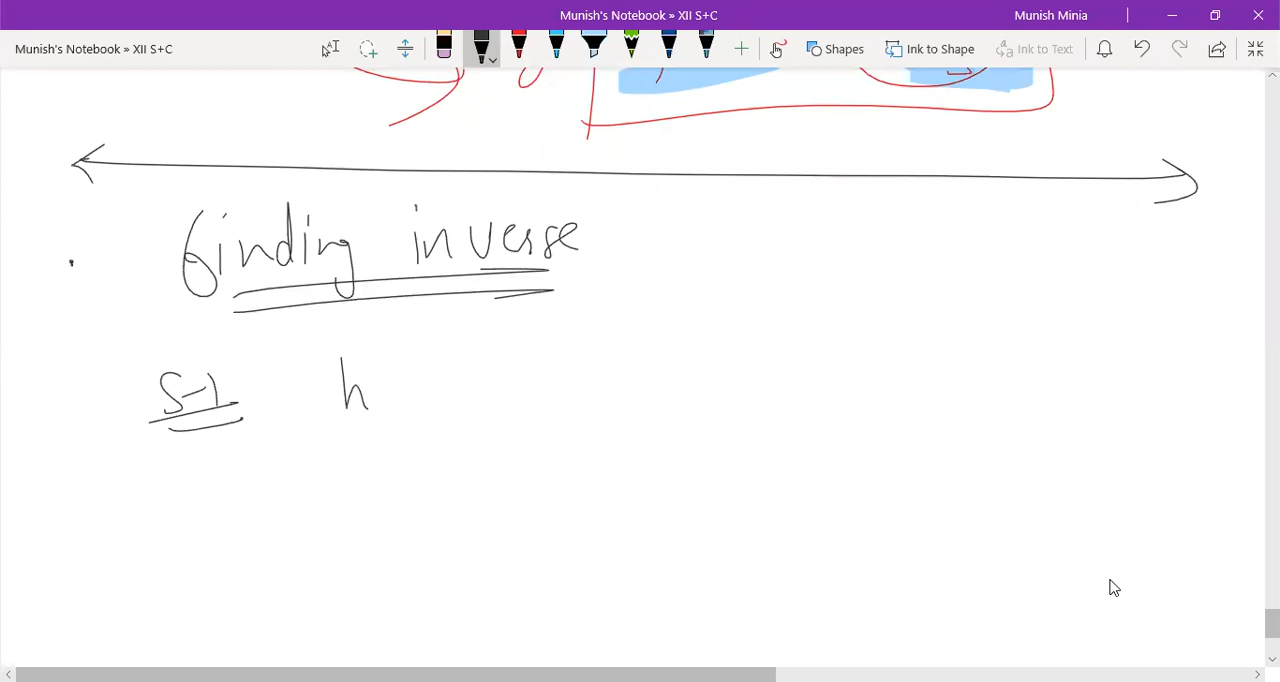 Munish's Notebook » XII S+C
Munish Minia
Munish's Notebook » XII S+C
Shapes
Ink to Shape
Ink to Text
finding inverse
S-1 h